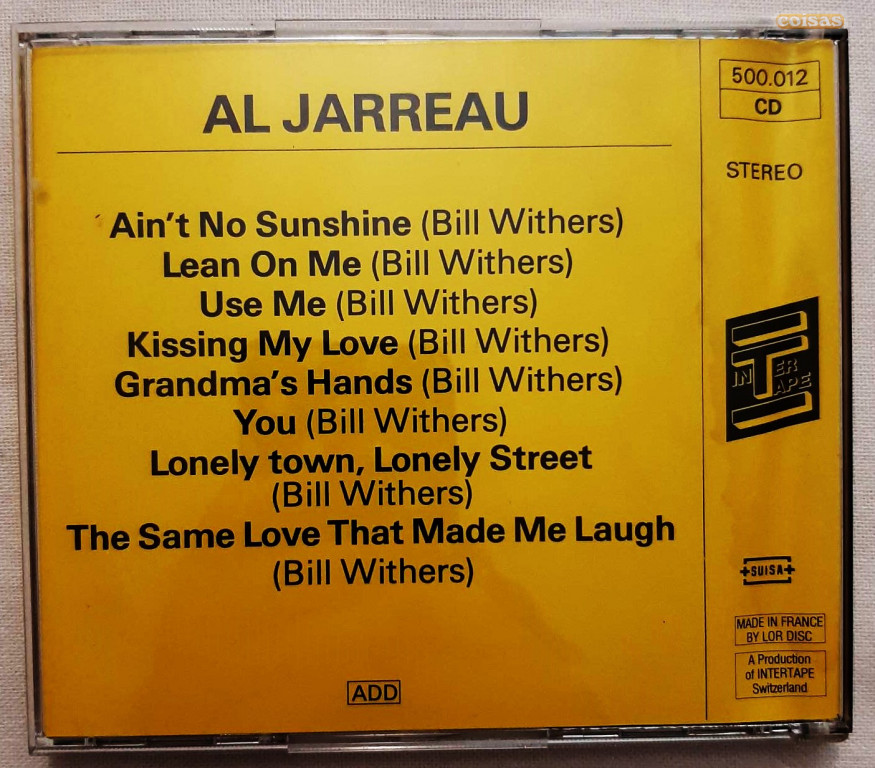 coisas
AL JARREAU
Ain't No Sunshine (Bill Withers)
Lean On Me (Bill Withers)
Use Me (Bill Withers)
Kissing My Love (Bill Withers)
Grandma's Hands (Bill Withers)
You (Bill Withers)
Lonely town, Lonely Street
(Bill Withers)
The Same Love That Made Me Laugh
(Bill Withers)
ADD
500.012
CD
STEREO
INTER
TAPE
SUISA
MADE IN FRANCE
BY LOR DISC
A Production
of INTERTAPE
Switzerland